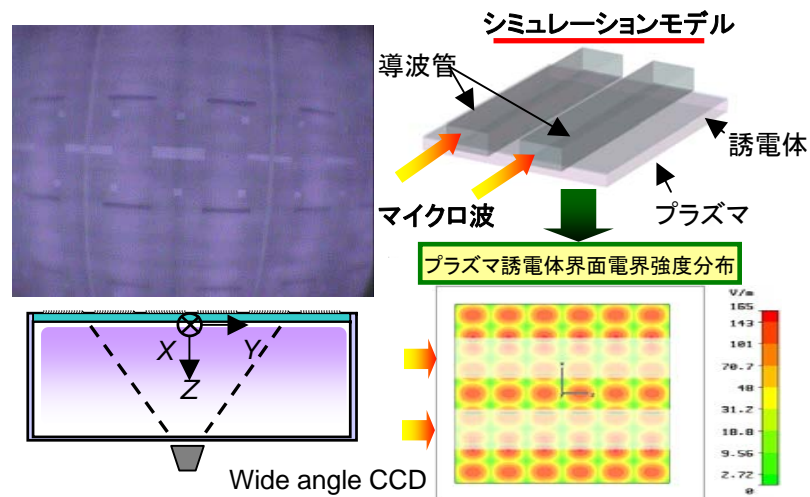 シミュレーションモデル
導波管
誘電体
マイクロ波
プラズマ
プラズマ誘電体界面電界強度分布
V/m
165
143
101
70.7
48
31.2
18.8
9.56
2.72
0
X
Y
Z
Wide angle CCD